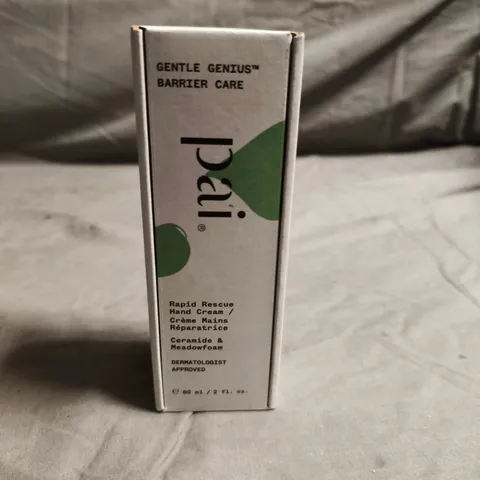 GENTLE GENIUS™
BARRIER CARE
pai®
Rapid Rescue
Hand Cream /
Crème Mains
Réparatrice
Ceramide &
Meadowfoam
DERMATOLOGIST
APPROVED
℮ 60 ml / 2 fl. oz.